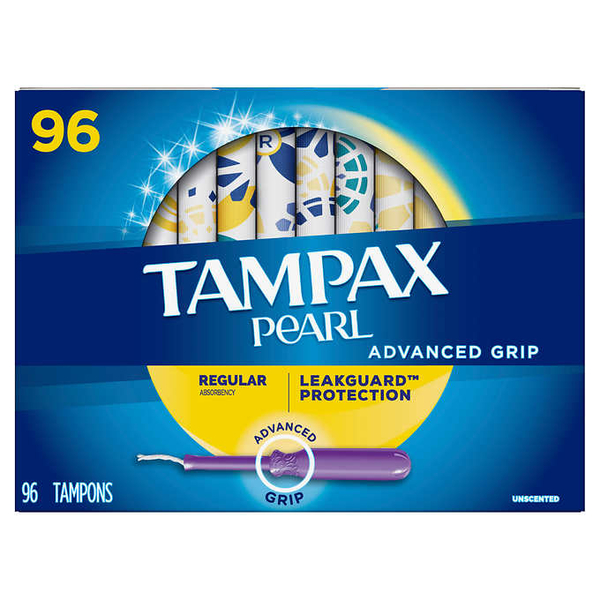 96
R
TAMPAX
PEARL
ADVANCED GRIP
REGULAR
ABSORBENCY
LEAKGUARD™
PROTECTION
ADVANCED
GRIP
96 TAMPONS
UNSCENTED